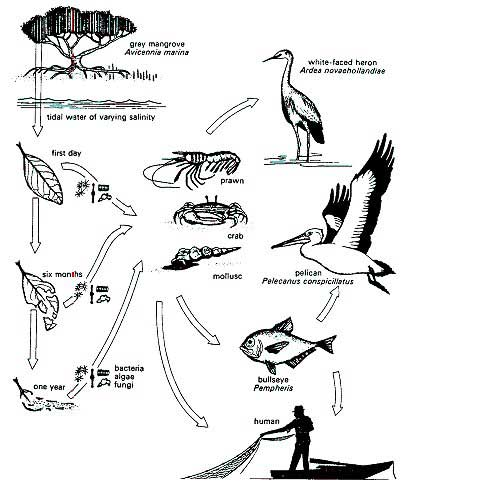 grey mangrove
Avicennia marina
white-faced heron
Ardea novaehollandiae
tidal water of varying salinity
first day
prawn
crab
mollusc
six months
pelican
Pelecanus conspicillatus
one year
bacteria
algae
fungi
bullseye
Pempheris
human